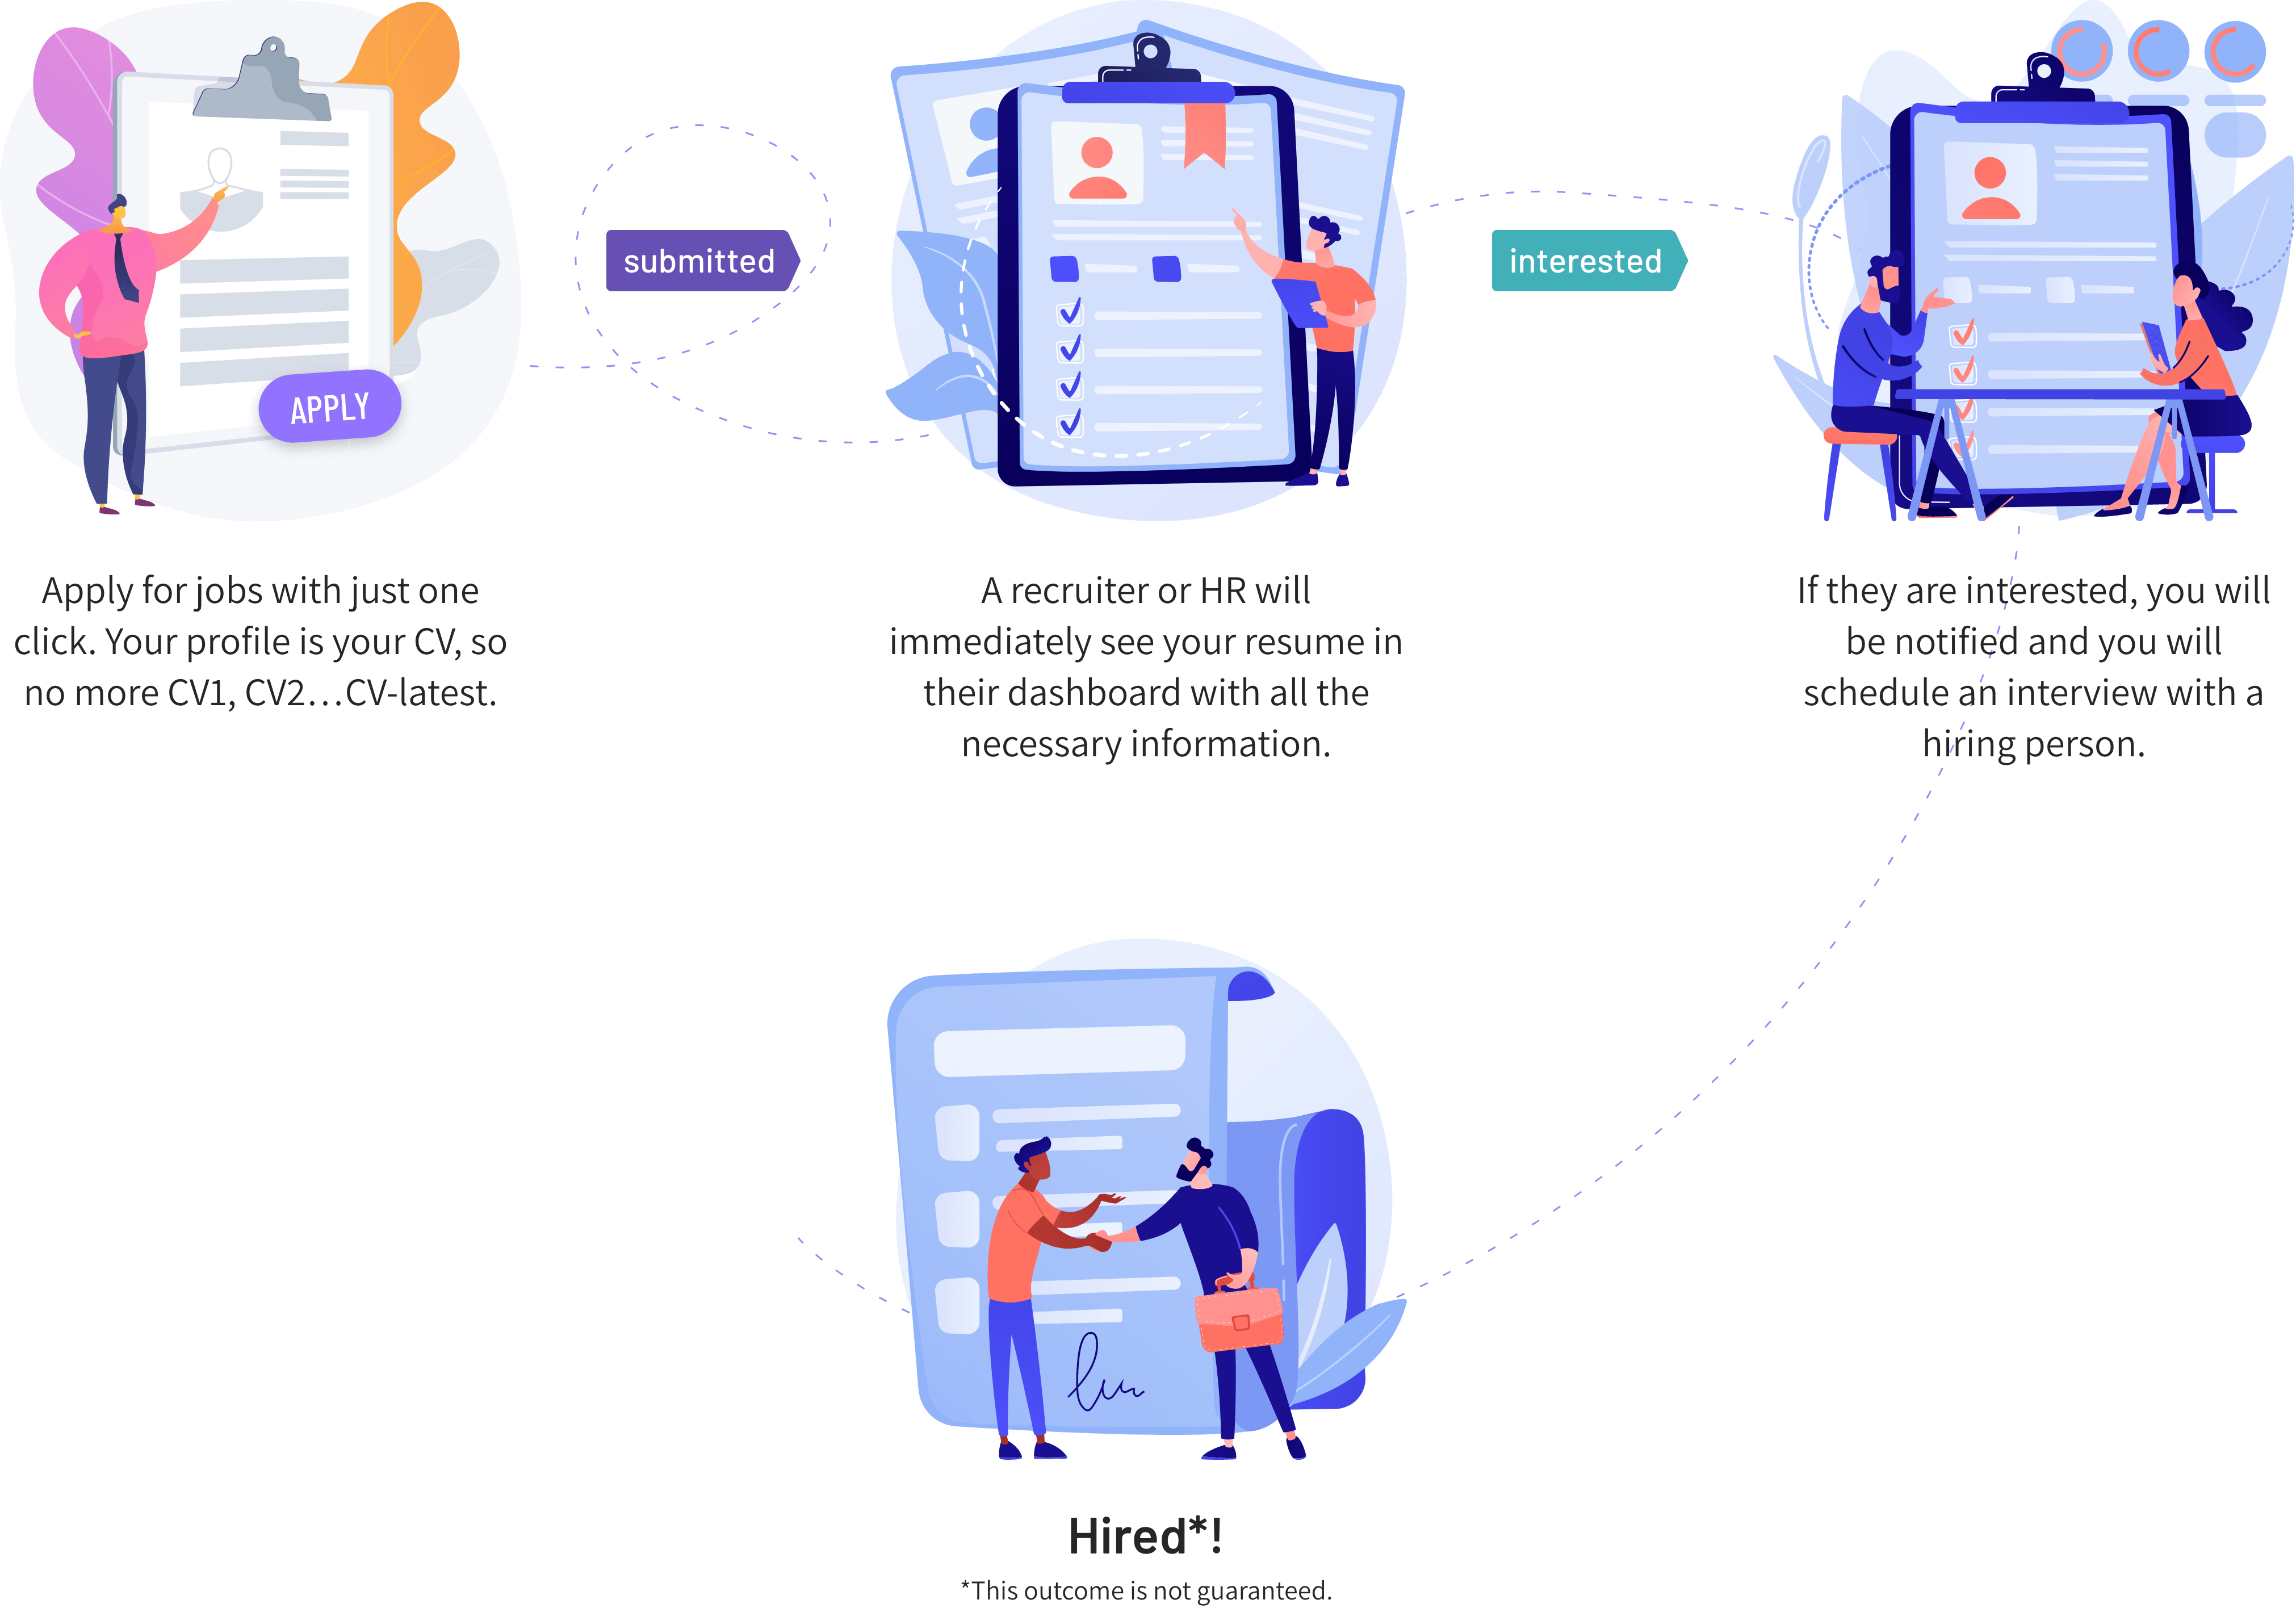 APPLY
submitted
interested
Apply for jobs with just one
click. Your profile is your CV, so
no more CV1, CV2...CV-latest.
A recruiter or HR will
immediately see your resume in
their dashboard with all the
necessary information.
If they are interested, you will
be notified and you will
schedule an interview with a
hiring person.
Hired*!
*This outcome is not guaranteed.